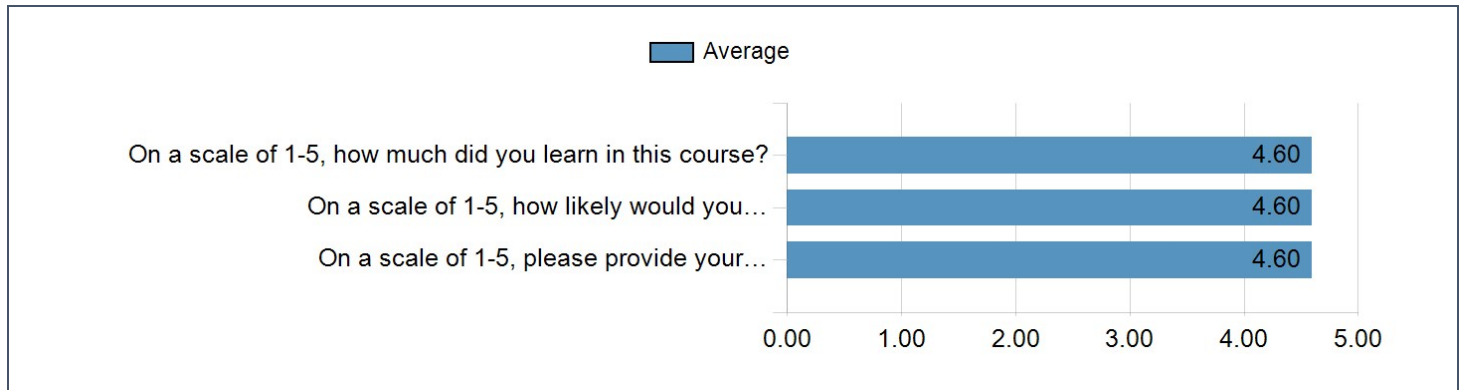 Average
On a scale of 1-5, how much did you learn in this course?
4.60
On a scale of 1-5, how likely would you…
4.60
On a scale of 1-5, please provide your…
4.60
0.00 1.00 2.00 3.00 4.00 5.00